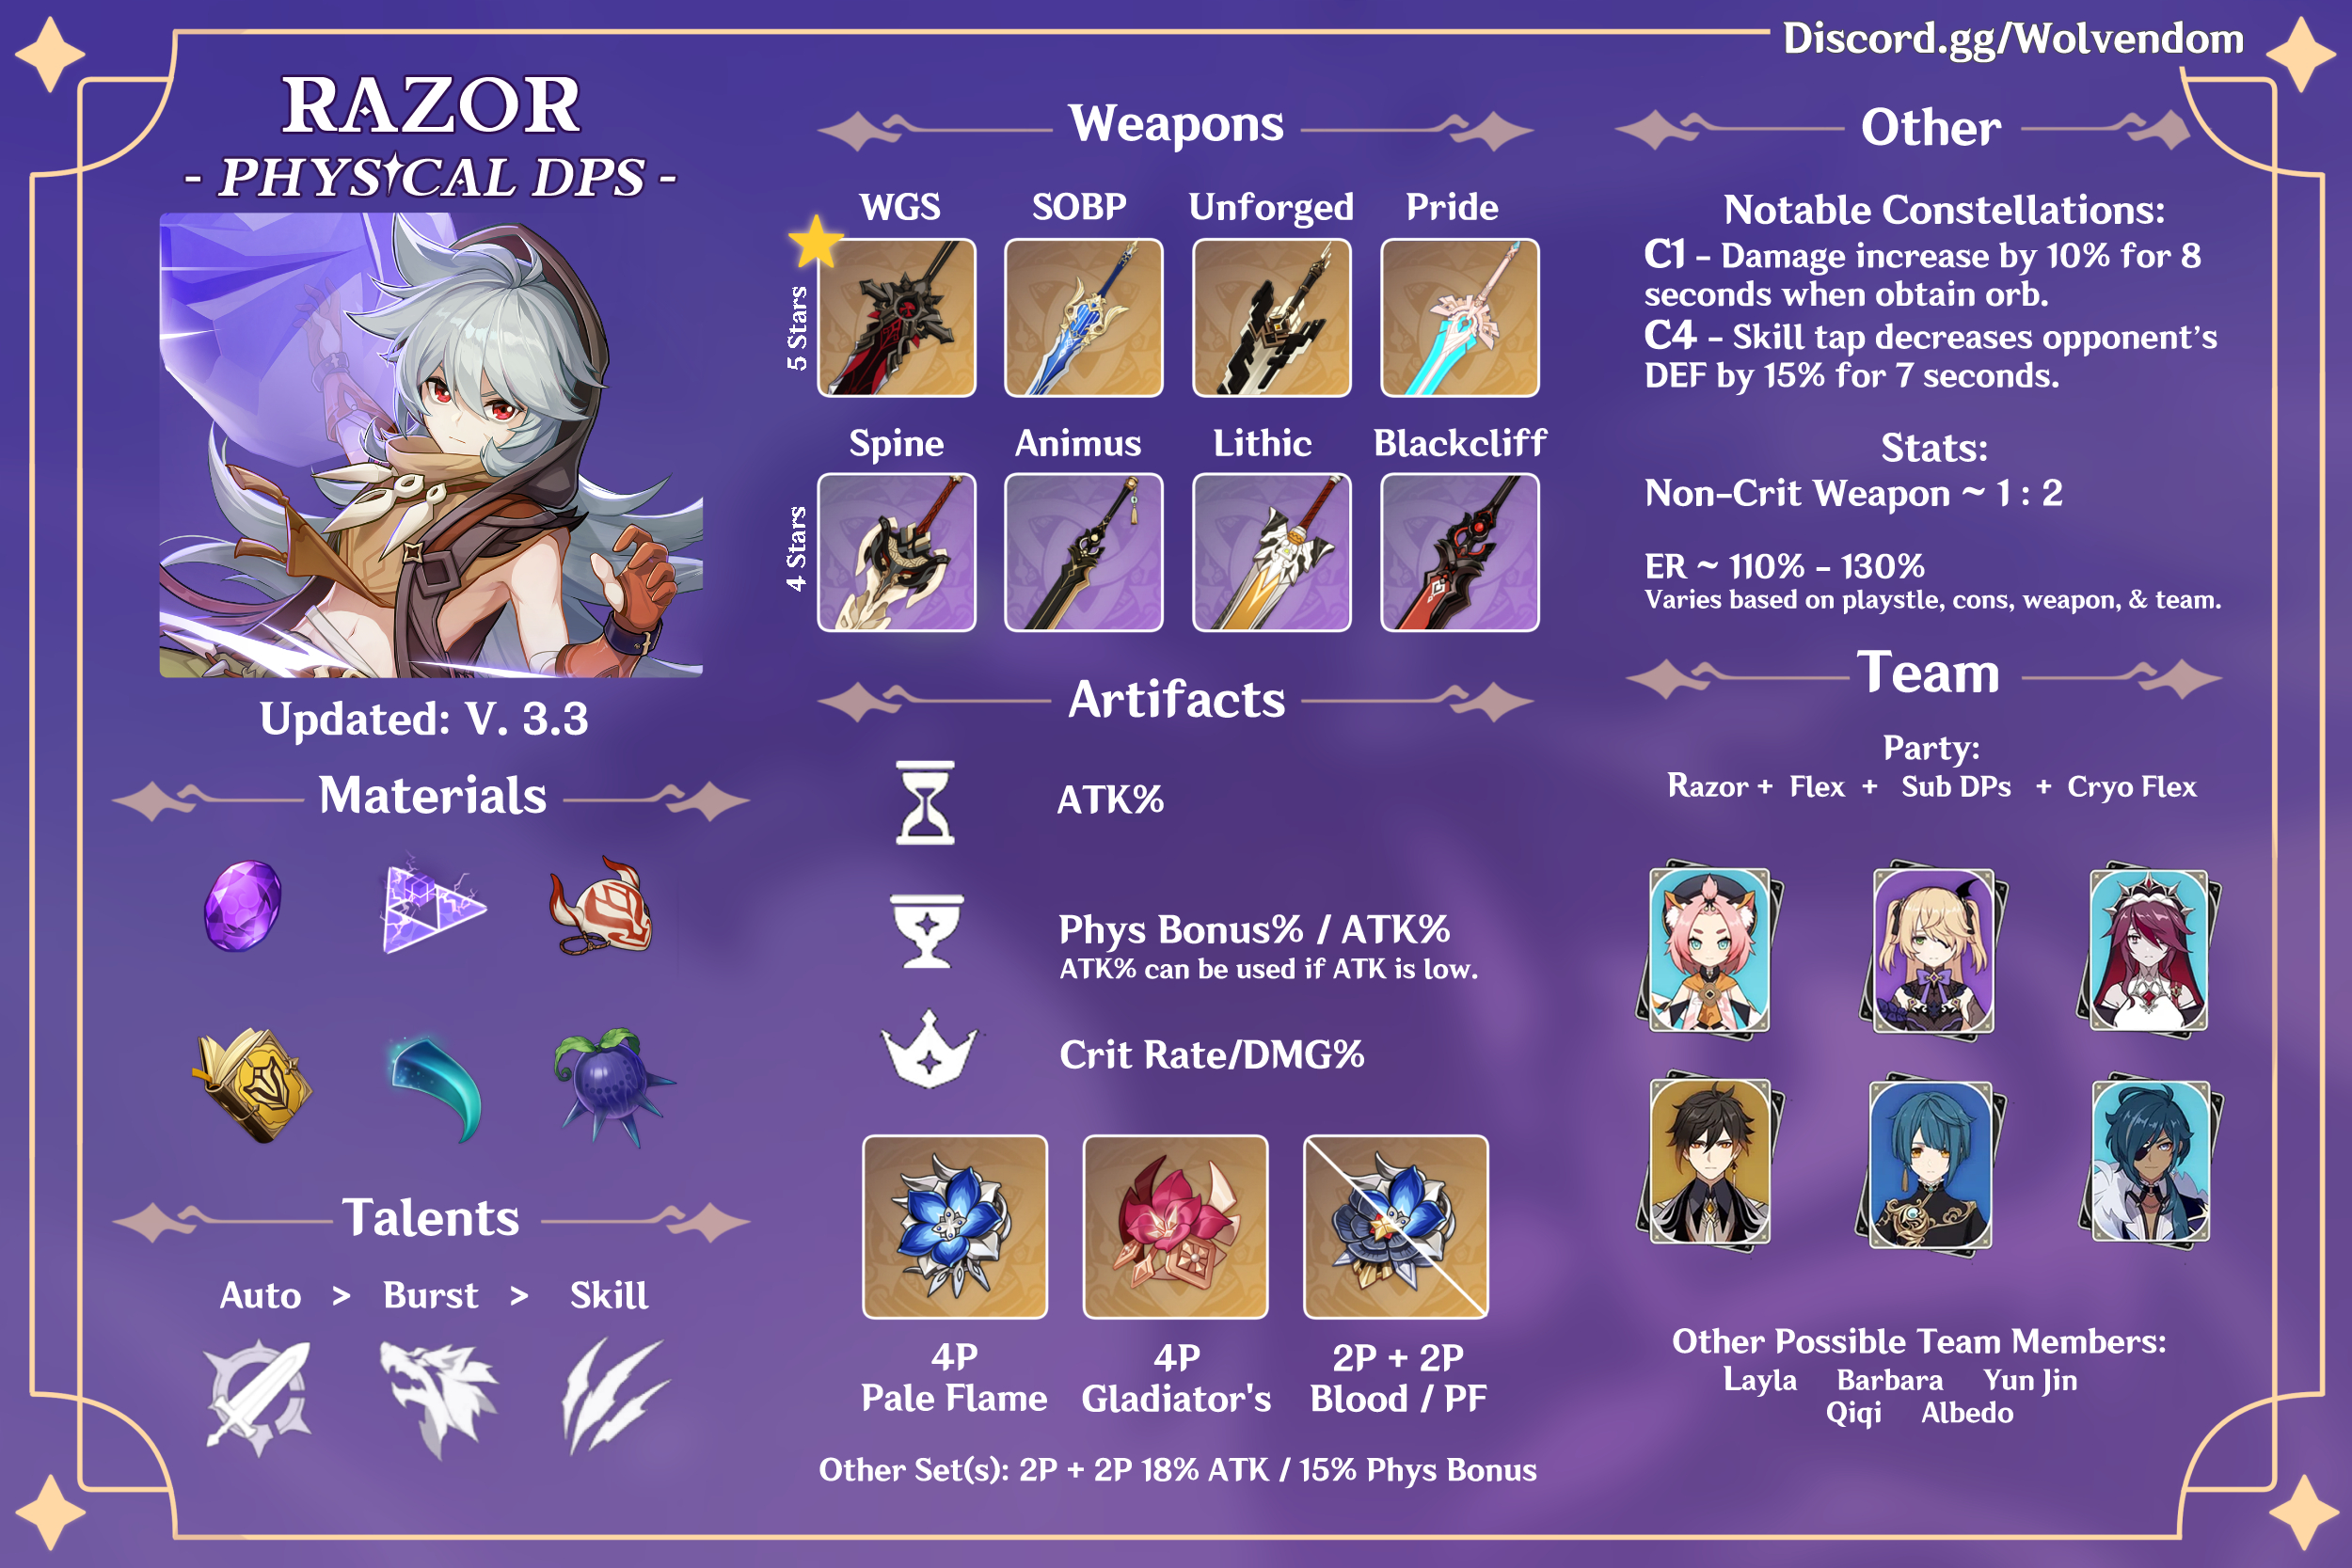 Discord.gg/Wolvendom
RAZOR
- PHYSICAL DPS -
Updated: V. 3.3
Materials
Talents
Auto > Burst > Skill
Weapons
5 Stars
WGS SOBP Unforged Pride
4 Stars
Spine Animus Lithic Blackcliff
Artifacts
ATK%
Phys Bonus% / ATK%
ATK% can be used if ATK is low.
Crit Rate/DMG%
4P 4P 2P + 2P
Pale Flame Gladiator's Blood / PF
Other Set(s): 2P + 2P 18% ATK / 15% Phys Bonus
Other
Notable Constellations:
C1 - Damage increase by 10% for 8
seconds when obtain orb.
C4 - Skill tap decreases opponent's
DEF by 15% for 7 seconds.
Stats:
Non-Crit Weapon ~ 1 : 2
ER ~ 110% - 130%
Varies based on playstle, cons, weapon, & team.
Team
Party:
Razor + Flex + Sub DPs + Cryo Flex
Other Possible Team Members:
Layla Barbara Yun Jin
Qiqi Albedo